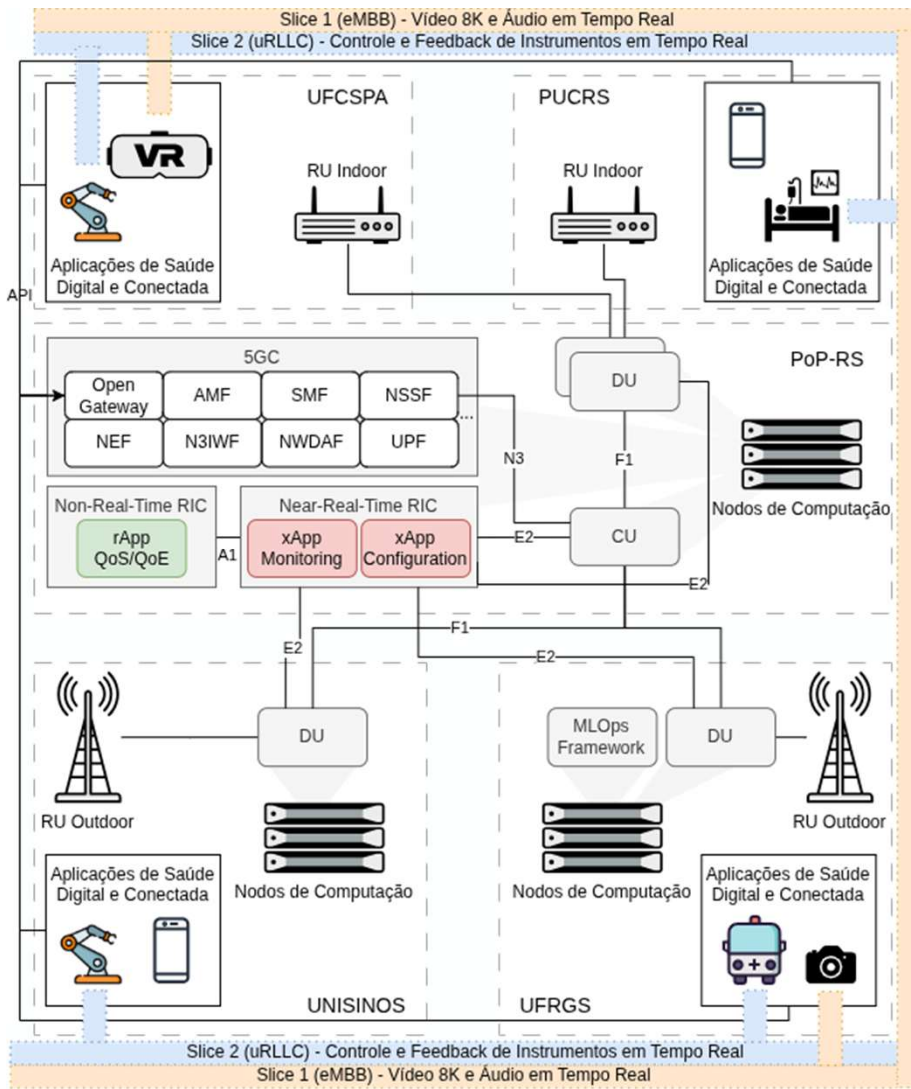 Slice 1 (eMBB) - Vídeo 8K e Áudio em Tempo Real
Slice 2 (uRLLC) - Controle e Feedback de Instrumentos em Tempo Real
UFCSPA
PUCRS
VR
RU Indoor
RU Indoor
Aplicações de Saúde
Digital e Conectada
Aplicações de Saúde
Digital e Conectada
API
5GC
PoP-RS
Open
Gateway
AMF
SMF
NSSF
...
NEF
N3IWF
NWDAF
UPF
DU
N3
F1
Nodos de Computação
Non-Real-Time RIC
rApp
QoS/QoE
A1
Near-Real-Time RIC
xApp
Monitoring
xApp
Configuration
E2
CU
E2
F1
E2
E2
DU
MLOps
Framework
DU
RU Outdoor
RU Outdoor
Nodos de Computação
Nodos de Computação
Aplicações de Saúde
Digital e Conectada
Aplicações de Saúde
Digital e Conectada
UNISINOS
UFRGS
Slice 2 (uRLLC) - Controle e Feedback de Instrumentos em Tempo Real
Slice 1 (eMBB) - Vídeo 8K e Áudio em Tempo Real